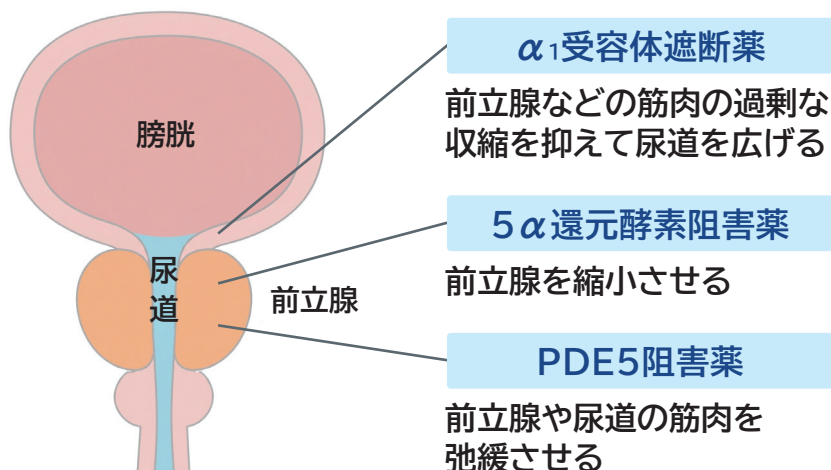 膀胱
尿道
前立腺
α1受容体遮断薬
前立腺などの筋肉の過剰な
収縮を抑えて尿道を広げる
5α還元酵素阻害薬
前立腺を縮小させる
PDE5阻害薬
前立腺や尿道の筋肉を
弛緩させる